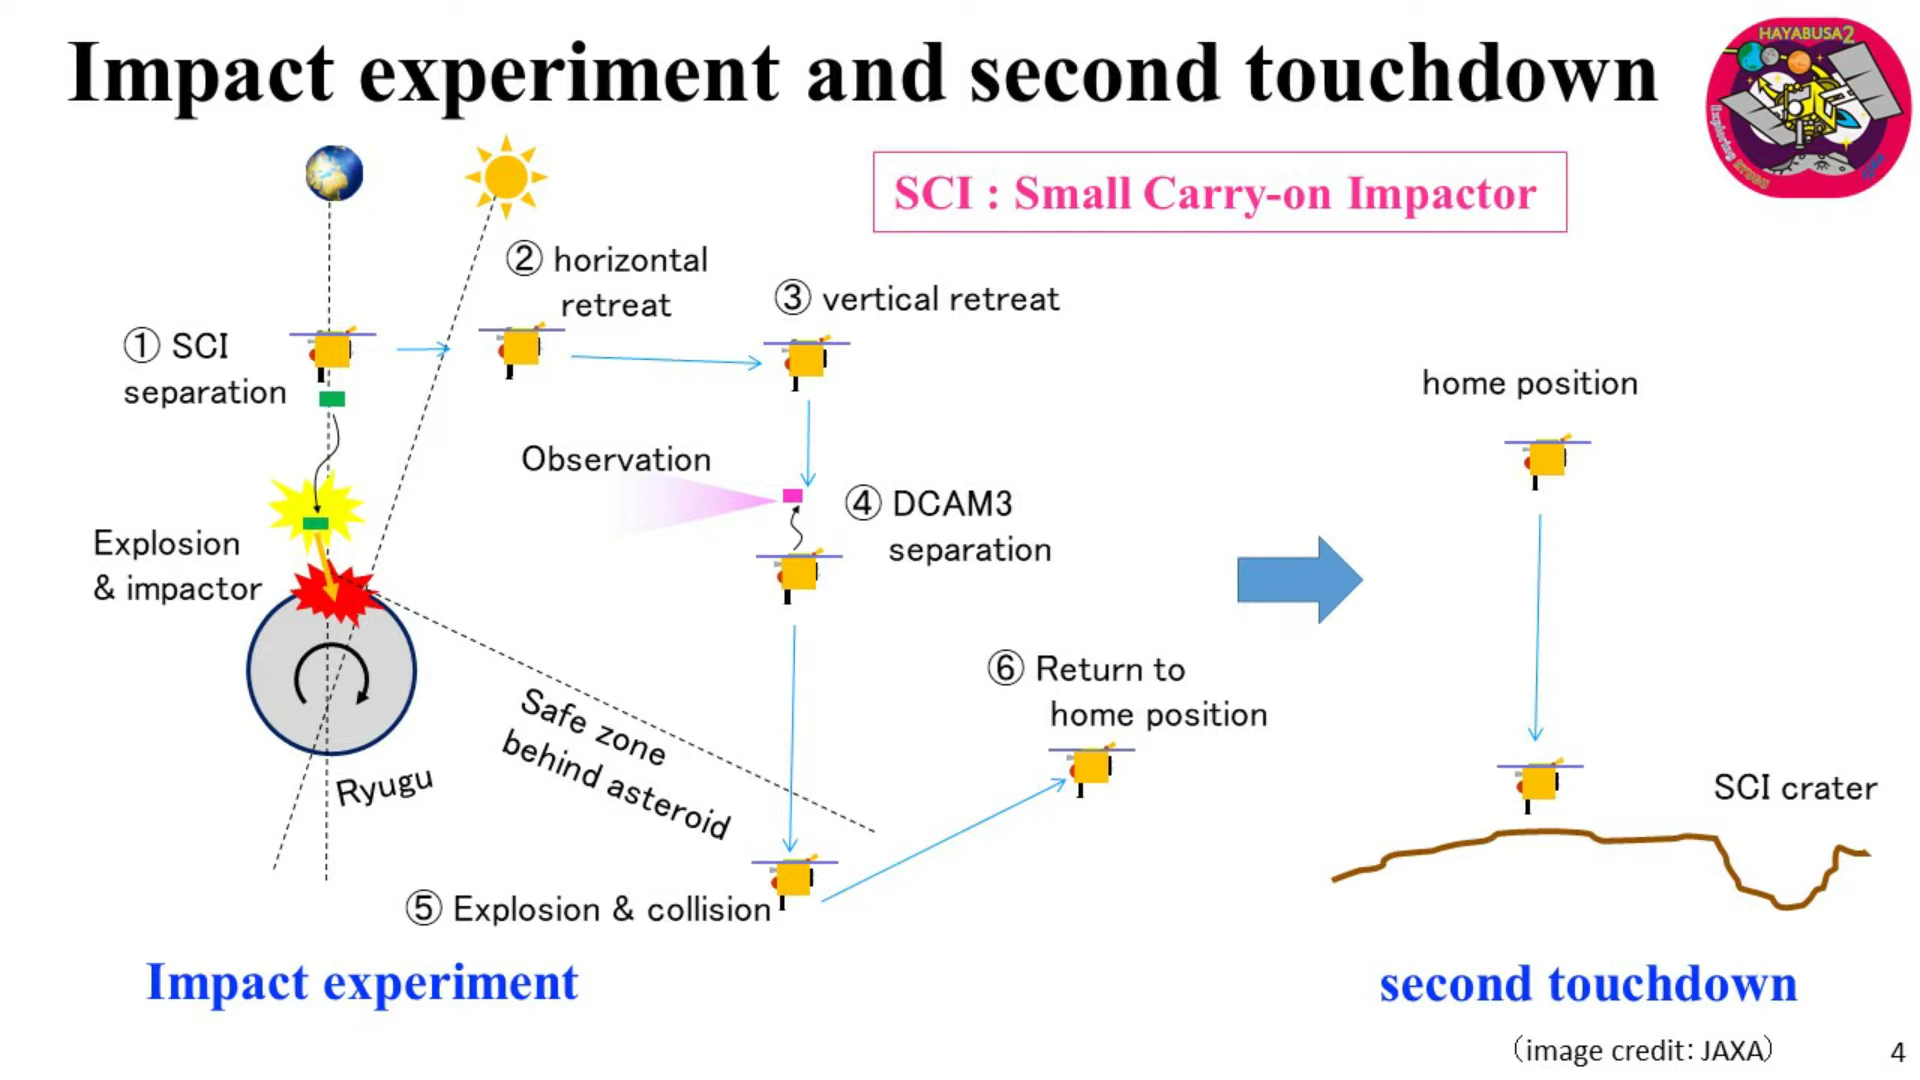 Impact experiment and second touchdown
HAYABUSA2
SCI : Small Carry-on Impactor
② horizontal
retreat
③ vertical retreat
① SCI
separation
home position
Observation
④ DCAM3
separation
Explosion
& impactor
⑥ Return to
home position
Safe zone
behind asteroid
Ryugu
SCI crater
⑤ Explosion & collision
Impact experiment
second touchdown
(image credit: JAXA)
4